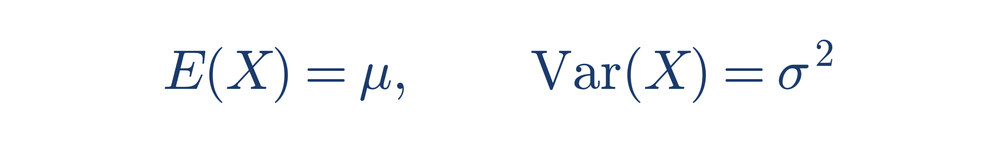 E(X) = μ, Var(X) = σ²